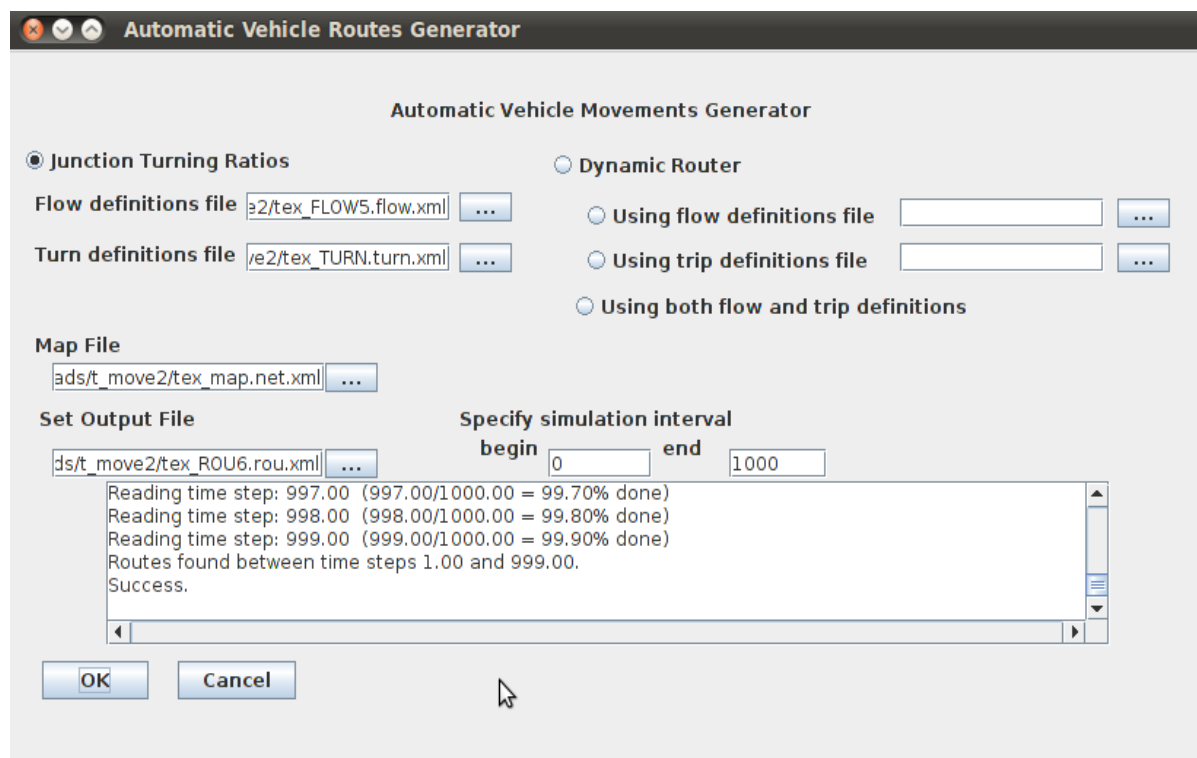 Automatic Vehicle Routes Generator
Automatic Vehicle Movements Generator
Junction Turning Ratios
Flow definitions file e2/tex_FLOW5.flow.xml ...
Turn definitions file ve2/tex_TURN.turn.xml ...
Dynamic Router
Using flow definitions file ...
Using trip definitions file ...
Using both flow and trip definitions
Map File
ads/t_move2/tex_map.net.xml ...
Set Output File
ds/t_move2/tex_ROU6.rou.xml ...
Specify simulation interval
begin 0 end 1000
Reading time step: 997.00 (997.00/1000.00 = 99.70% done)
Reading time step: 998.00 (998.00/1000.00 = 99.80% done)
Reading time step: 999.00 (999.00/1000.00 = 99.90% done)
Routes found between time steps 1.00 and 999.00.
Success.
OK Cancel